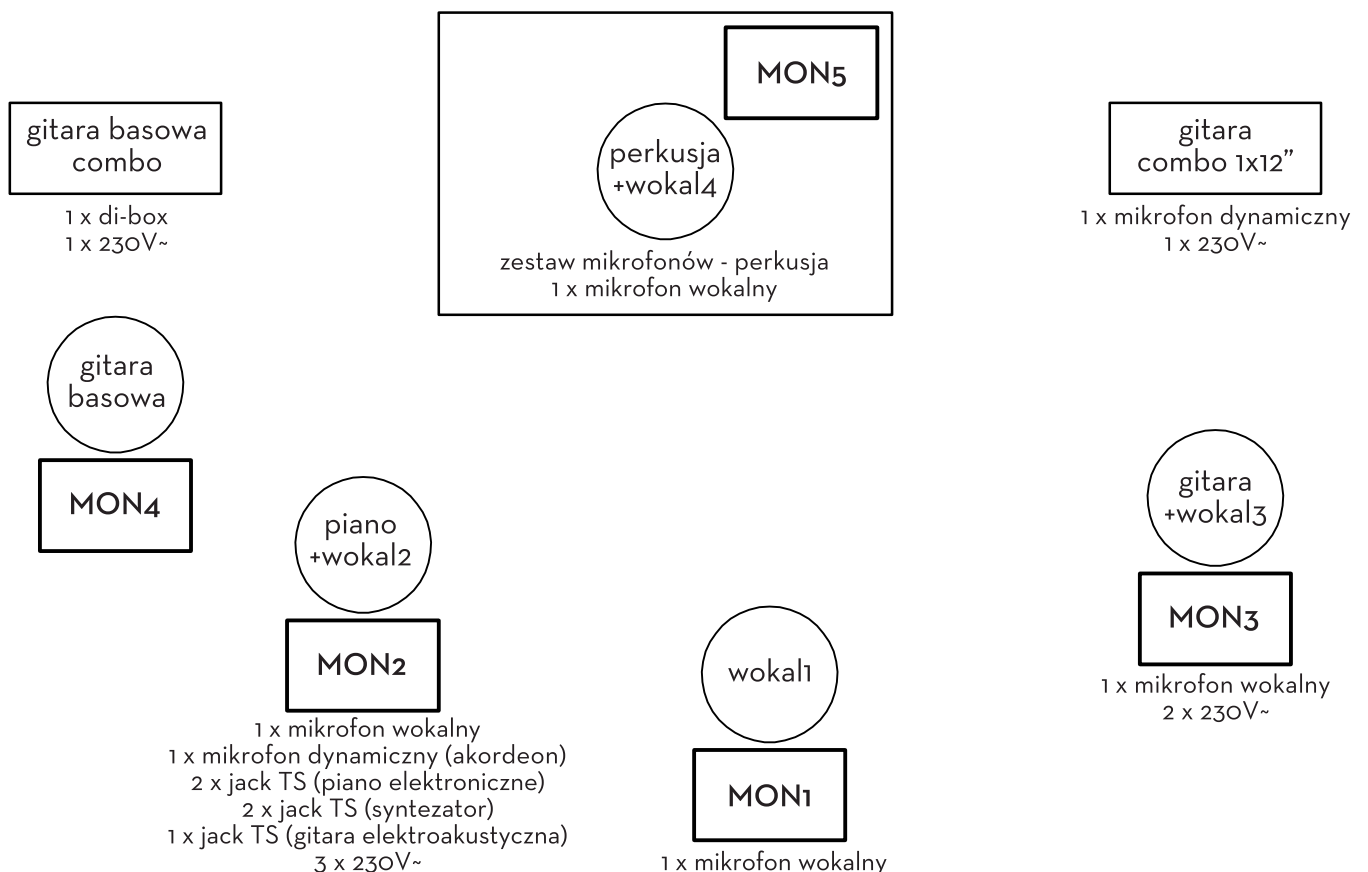 MON5
gitara basowa
combo
1 x di-box
1 x 230V~
perkusja
+wokal4
zestaw mikrofonów - perkusja
1 x mikrofon wokalny
gitara
combo 1x12”
1 x mikrofon dynamiczny
1 x 230V~
gitara
basowa
MON4
piano
+wokal2
MON2
1 x mikrofon wokalny
1 x mikrofon dynamiczny (akordeon)
2 x jack TS (piano elektroniczne)
2 x jack TS (syntezator)
1 x jack TS (gitara elektroakustyczna)
3 x 230V~
wokal1
MON1
1 x mikrofon wokalny
gitara
+wokal3
MON3
1 x mikrofon wokalny
2 x 230V~